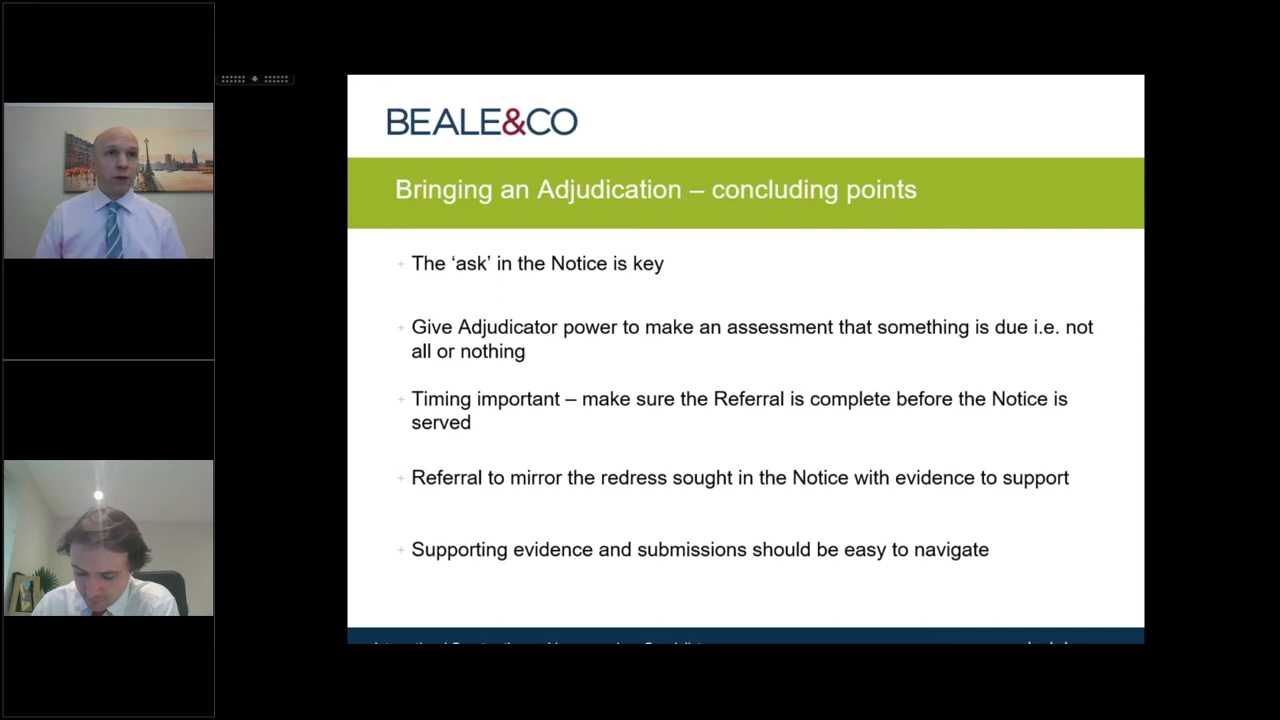 BEALE&CO
Bringing an Adjudication – concluding points
+ The ‘ask’ in the Notice is key
+ Give Adjudicator power to make an assessment that something is due i.e. not
all or nothing
+ Timing important – make sure the Referral is complete before the Notice is
served
+ Referral to mirror the redress sought in the Notice with evidence to support
+ Supporting evidence and submissions should be easy to navigate